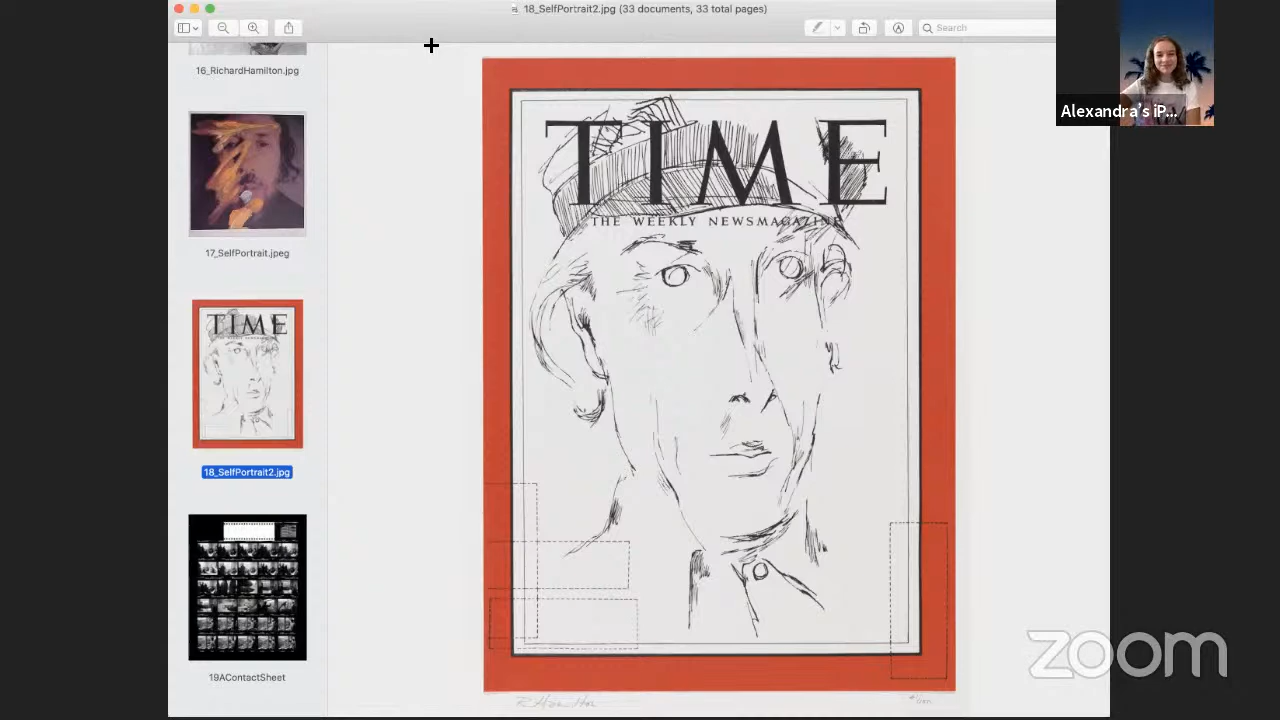 18_SelfPortrait2.jpg (33 documents, 33 total pages)
Search
16_RichardHamilton.jpg
17_SelfPortrait.jpeg
TIME
18_SelfPortrait2.jpg
19AContactSheet
TIME
THE WEEKLY NEWSMAGAZINE
R Hamilton
Alexandra's iP...
zoom